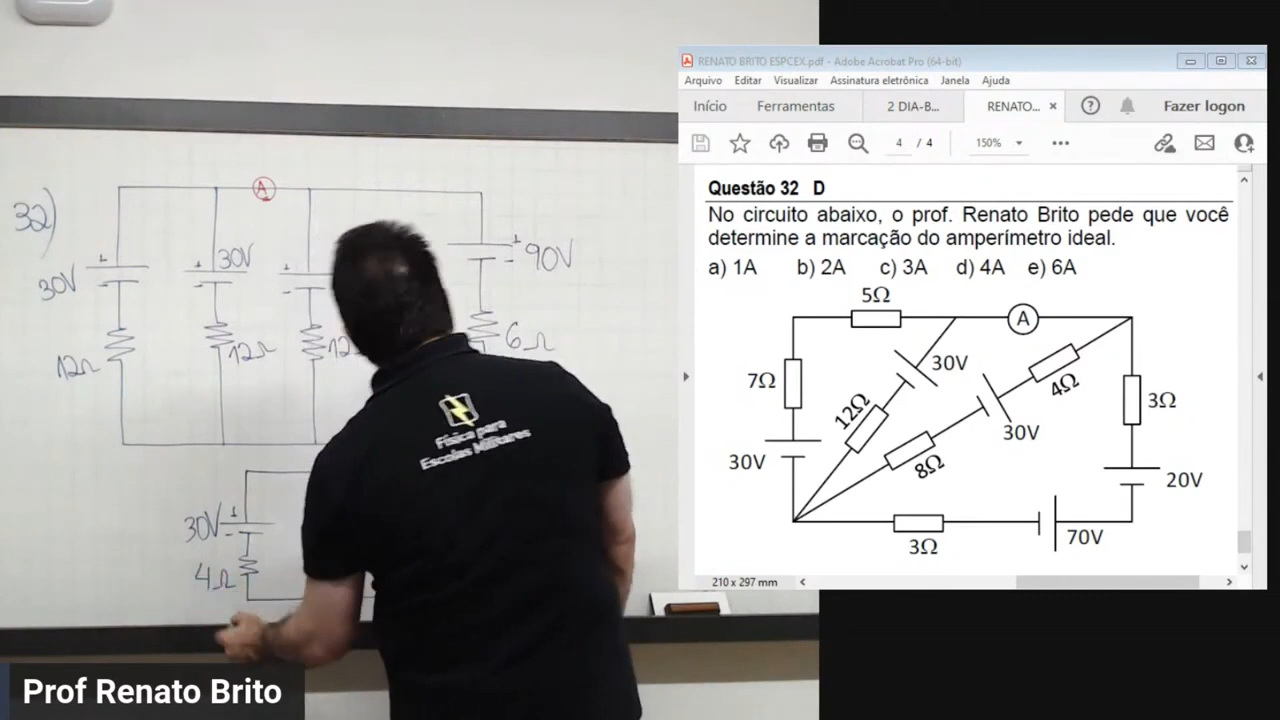 RENATO BRITO ESPCEX.pdf - Adobe Acrobat Pro (64-bit)
Arquivo Editar Visualizar Assinatura eletrônica Janela Ajuda
Início Ferramentas 2 DIA-B... RENATO... × ? Fazer logon
4 / 4 150%
Questão 32 D
No circuito abaixo, o prof. Renato Brito pede que você
determine a marcação do amperímetro ideal.
a) 1A b) 2A c) 3A d) 4A e) 6A
5Ω
A
30V
7Ω
4Ω
3Ω
12Ω
30V
30V
8Ω
20V
3Ω
70V
210 x 297 mm
32)
A
30V
30V
90V
12Ω
12Ω
12
6Ω
30V
4Ω
Física para
Escolas Militares
Prof Renato Brito